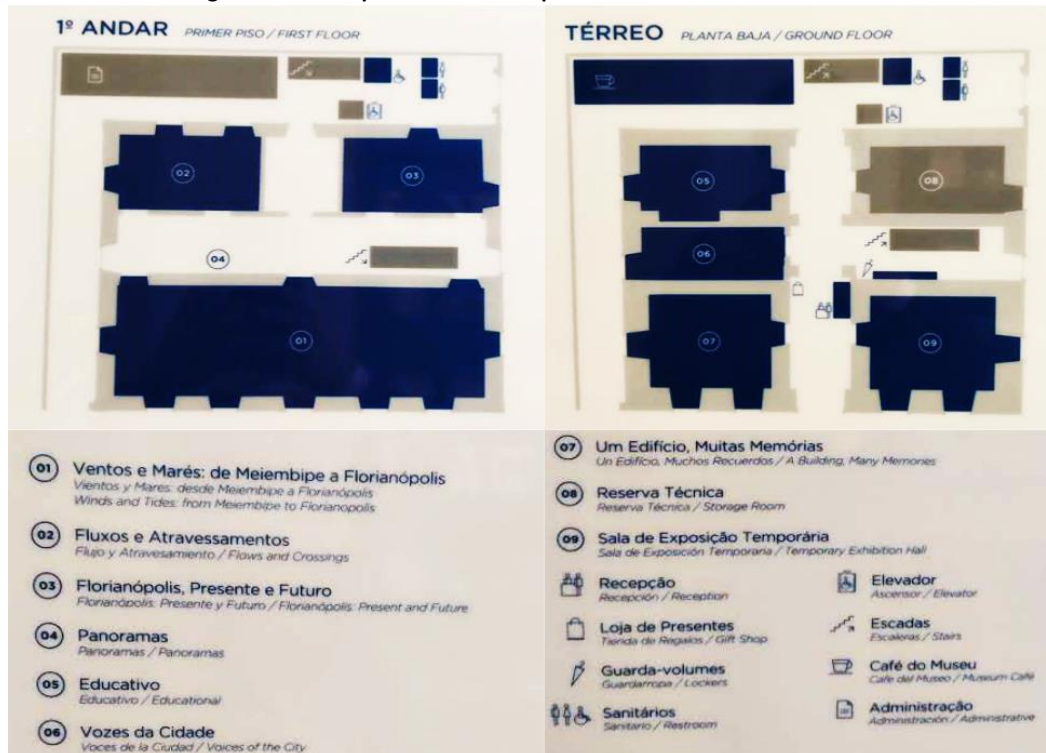 1º ANDAR PRIMER PISO / FIRST FLOOR
02
03
04
01
TÉRREO PLANTA BAJA / GROUND FLOOR
05
08
06
07
09
01 Ventos e Marés: de Meiembipe a Florianópolis
Vientos y Mares: desde Meiembipe a Florianópolis
Winds and Tides: from Meiembipe to Florianopolis
02 Fluxos e Atravessamentos
Flujo y Atravesamiento / Flows and Crossings
03 Florianópolis, Presente e Futuro
Florianópolis: Presente y Futuro / Florianópolis: Present and Future
04 Panoramas
Panoramas / Panoramas
05 Educativo
Educativo / Educational
06 Vozes da Cidade
Voces de la Ciudad / Voices of the City
07 Um Edifício, Muitas Memórias
Un Edificio, Muchos Recuerdos / A Building, Many Memories
08 Reserva Técnica
Reserva Técnica / Storage Room
09 Sala de Exposição Temporária
Sala de Exposición Temporaria / Temporary Exhibition Hall
Recepção
Recepción / Reception
Loja de Presentes
Tienda de Regalos / Gift Shop
Guarda-volumes
Guardarropa / Lockers
Sanitários
Sanitario / Restroom
Elevador
Ascensor / Elevator
Escadas
Escaleras / Stairs
Café do Museu
Cafe del Museo / Museum Café
Administração
Administración / Administrative